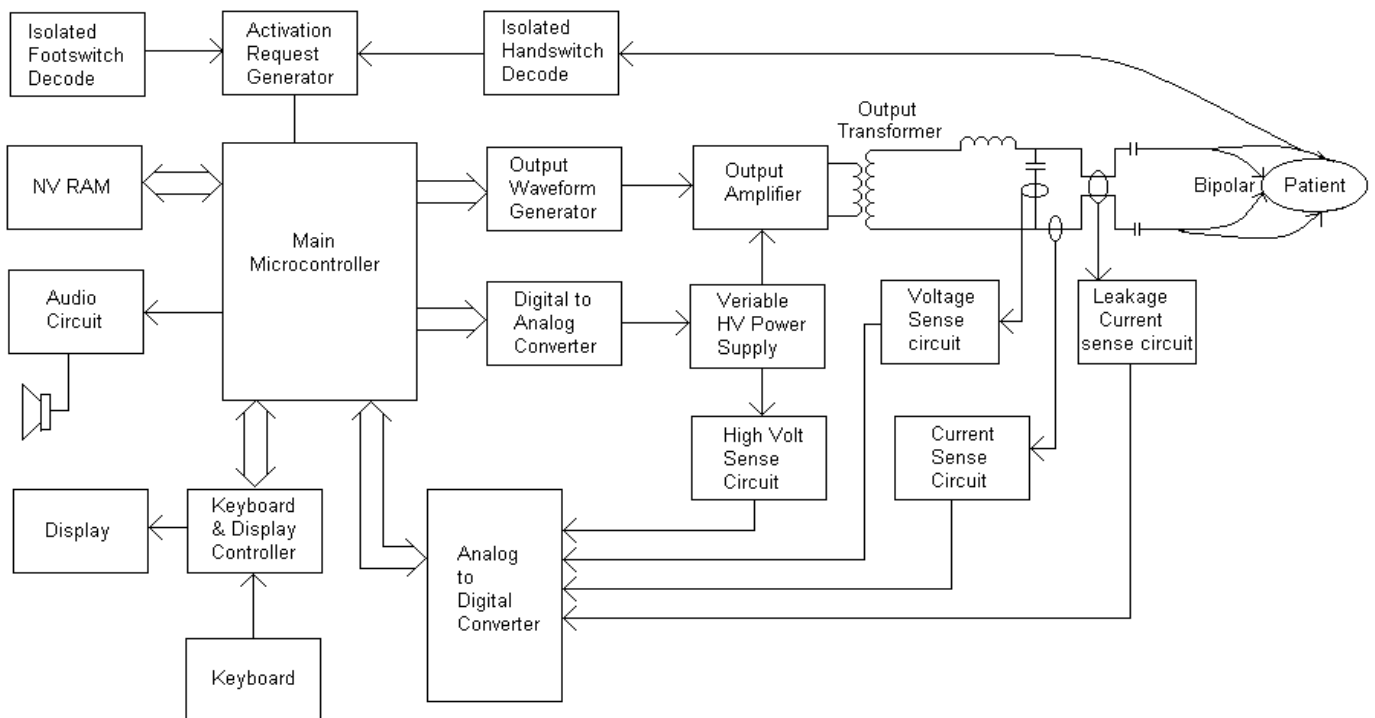 Isolated
Footswitch
Decode
Activation
Request
Generator
Isolated
Handswitch
Decode
Output
Transformer
NV RAM
Main
Microcontroller
Output
Waveform
Generator
Output
Amplifier
Bipolar
Patient
Audio
Circuit
Digital to
Analog
Converter
Veriable
HV Power
Supply
Voltage
Sense
circuit
Leakage
Current
sense circuit
High Volt
Sense
Circuit
Current
Sense
Circuit
Display
Keyboard
& Display
Controller
Analog
to
Digital
Converter
Keyboard